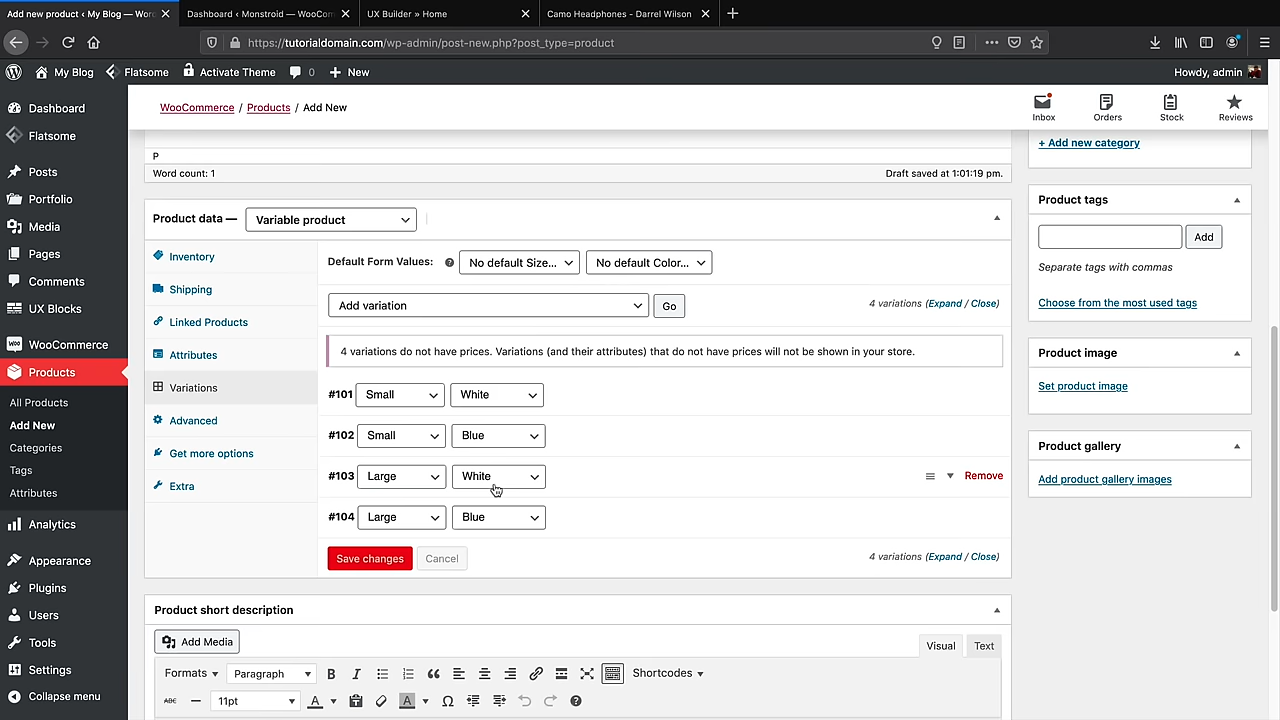 Add new product ‹ My Blog — Wor
Dashboard ‹ Monstroid — WooCom
UX Builder » Home
Camo Headphones - Darrel Wilson
https://tutorialdomain.com/wp-admin/post-new.php?post_type=product
My Blog
Flatsome
Activate Theme
0
New
Howdy, admin
Dashboard
Flatsome
Posts
Portfolio
Media
Pages
Comments
UX Blocks
WooCommerce
Products
All Products
Add New
Categories
Tags
Attributes
Analytics
Appearance
Plugins
Users
Tools
Settings
Collapse menu
WooCommerce / Products / Add New
Inbox
Orders
Stock
Reviews
P
Word count: 1
Draft saved at 1:01:19 pm.
Product data — Variable product
Inventory
Shipping
Linked Products
Attributes
Variations
Advanced
Get more options
Extra
Default Form Values: No default Size... No default Color...
Add variation Go 4 variations (Expand / Close)
4 variations do not have prices. Variations (and their attributes) that do not have prices will not be shown in your store.
#101 Small White
#102 Small Blue
#103 Large White Remove
#104 Large Blue
Save changes Cancel 4 variations (Expand / Close)
Product short description
Add Media
Visual Text
Formats Paragraph B I Shortcodes
ABC 11pt A A
+ Add new category
Product tags
Add
Separate tags with commas
Choose from the most used tags
Product image
Set product image
Product gallery
Add product gallery images